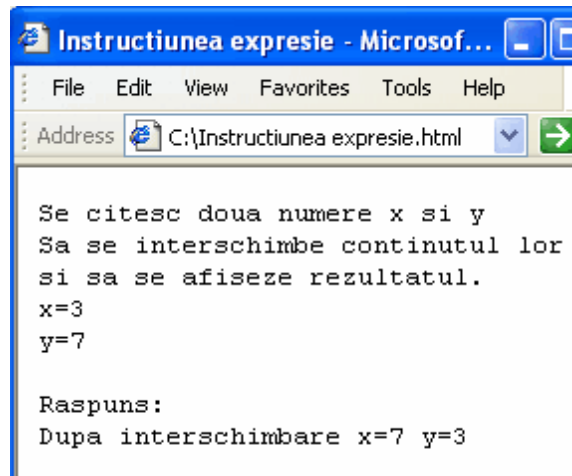 Instructiunea expresie - Microsof...
File Edit View Favorites Tools Help
Address C:\Instructiunea expresie.html
Se citesc doua numere x si y
Sa se interschimbe continutul lor
si sa se afiseze rezultatul.
x=3
y=7
Raspuns:
Dupa interschimbare x=7 y=3